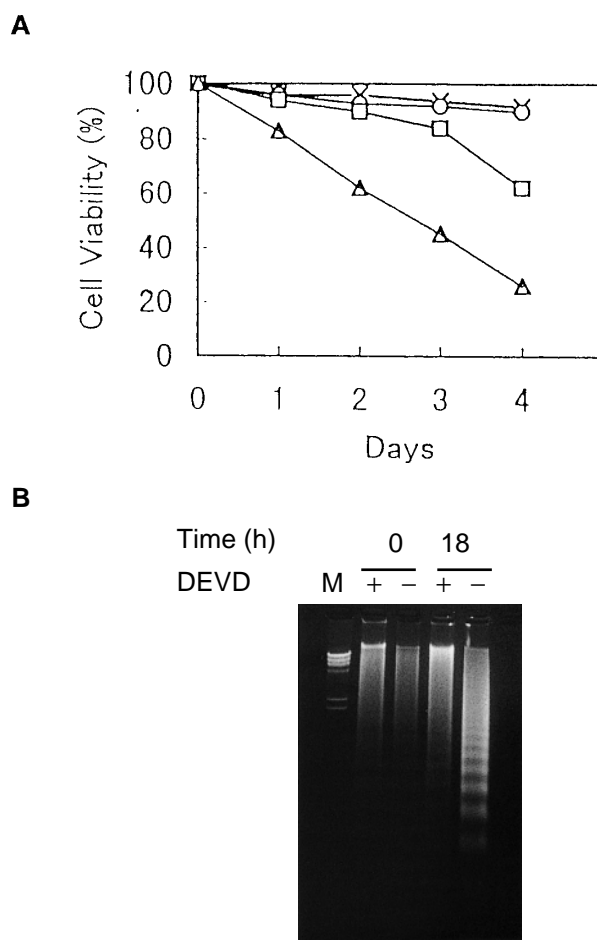 A
Cell Viability (%)
100
80
60
40
20
0
0 1 2 3 4
Days
B
Time (h) 0 18
DEVD M + − + −